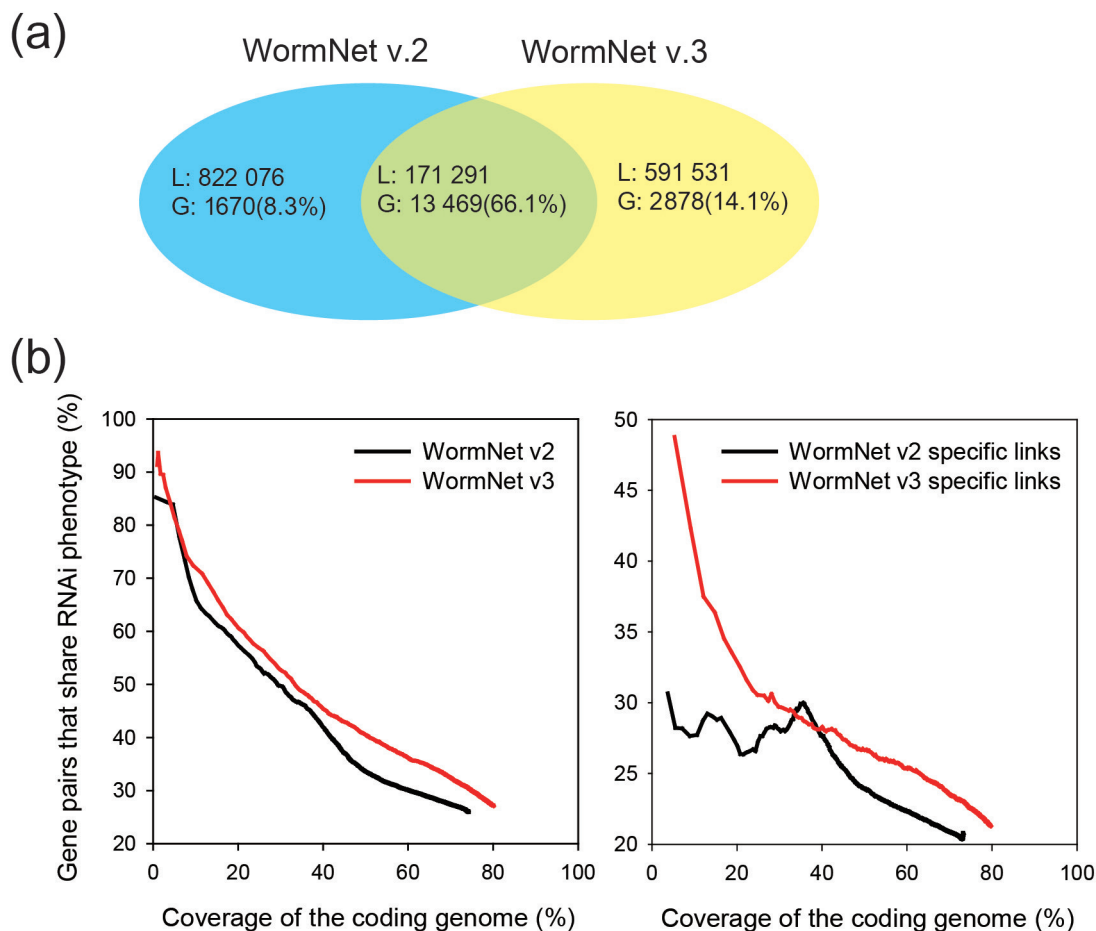 (a)
WormNet v.2
WormNet v.3
L: 822 076
G: 1670(8.3%)
L: 171 291
G: 13 469(66.1%)
L: 591 531
G: 2878(14.1%)
(b)
Gene pairs that share RNAi phenotype (%)
100
90
80
70
60
50
40
30
20
0
20
40
60
80
100
WormNet v2
WormNet v3
Coverage of the coding genome (%)
50
45
40
35
30
25
20
0
20
40
60
80
100
WormNet v2 specific links
WormNet v3 specific links
Coverage of the coding genome (%)